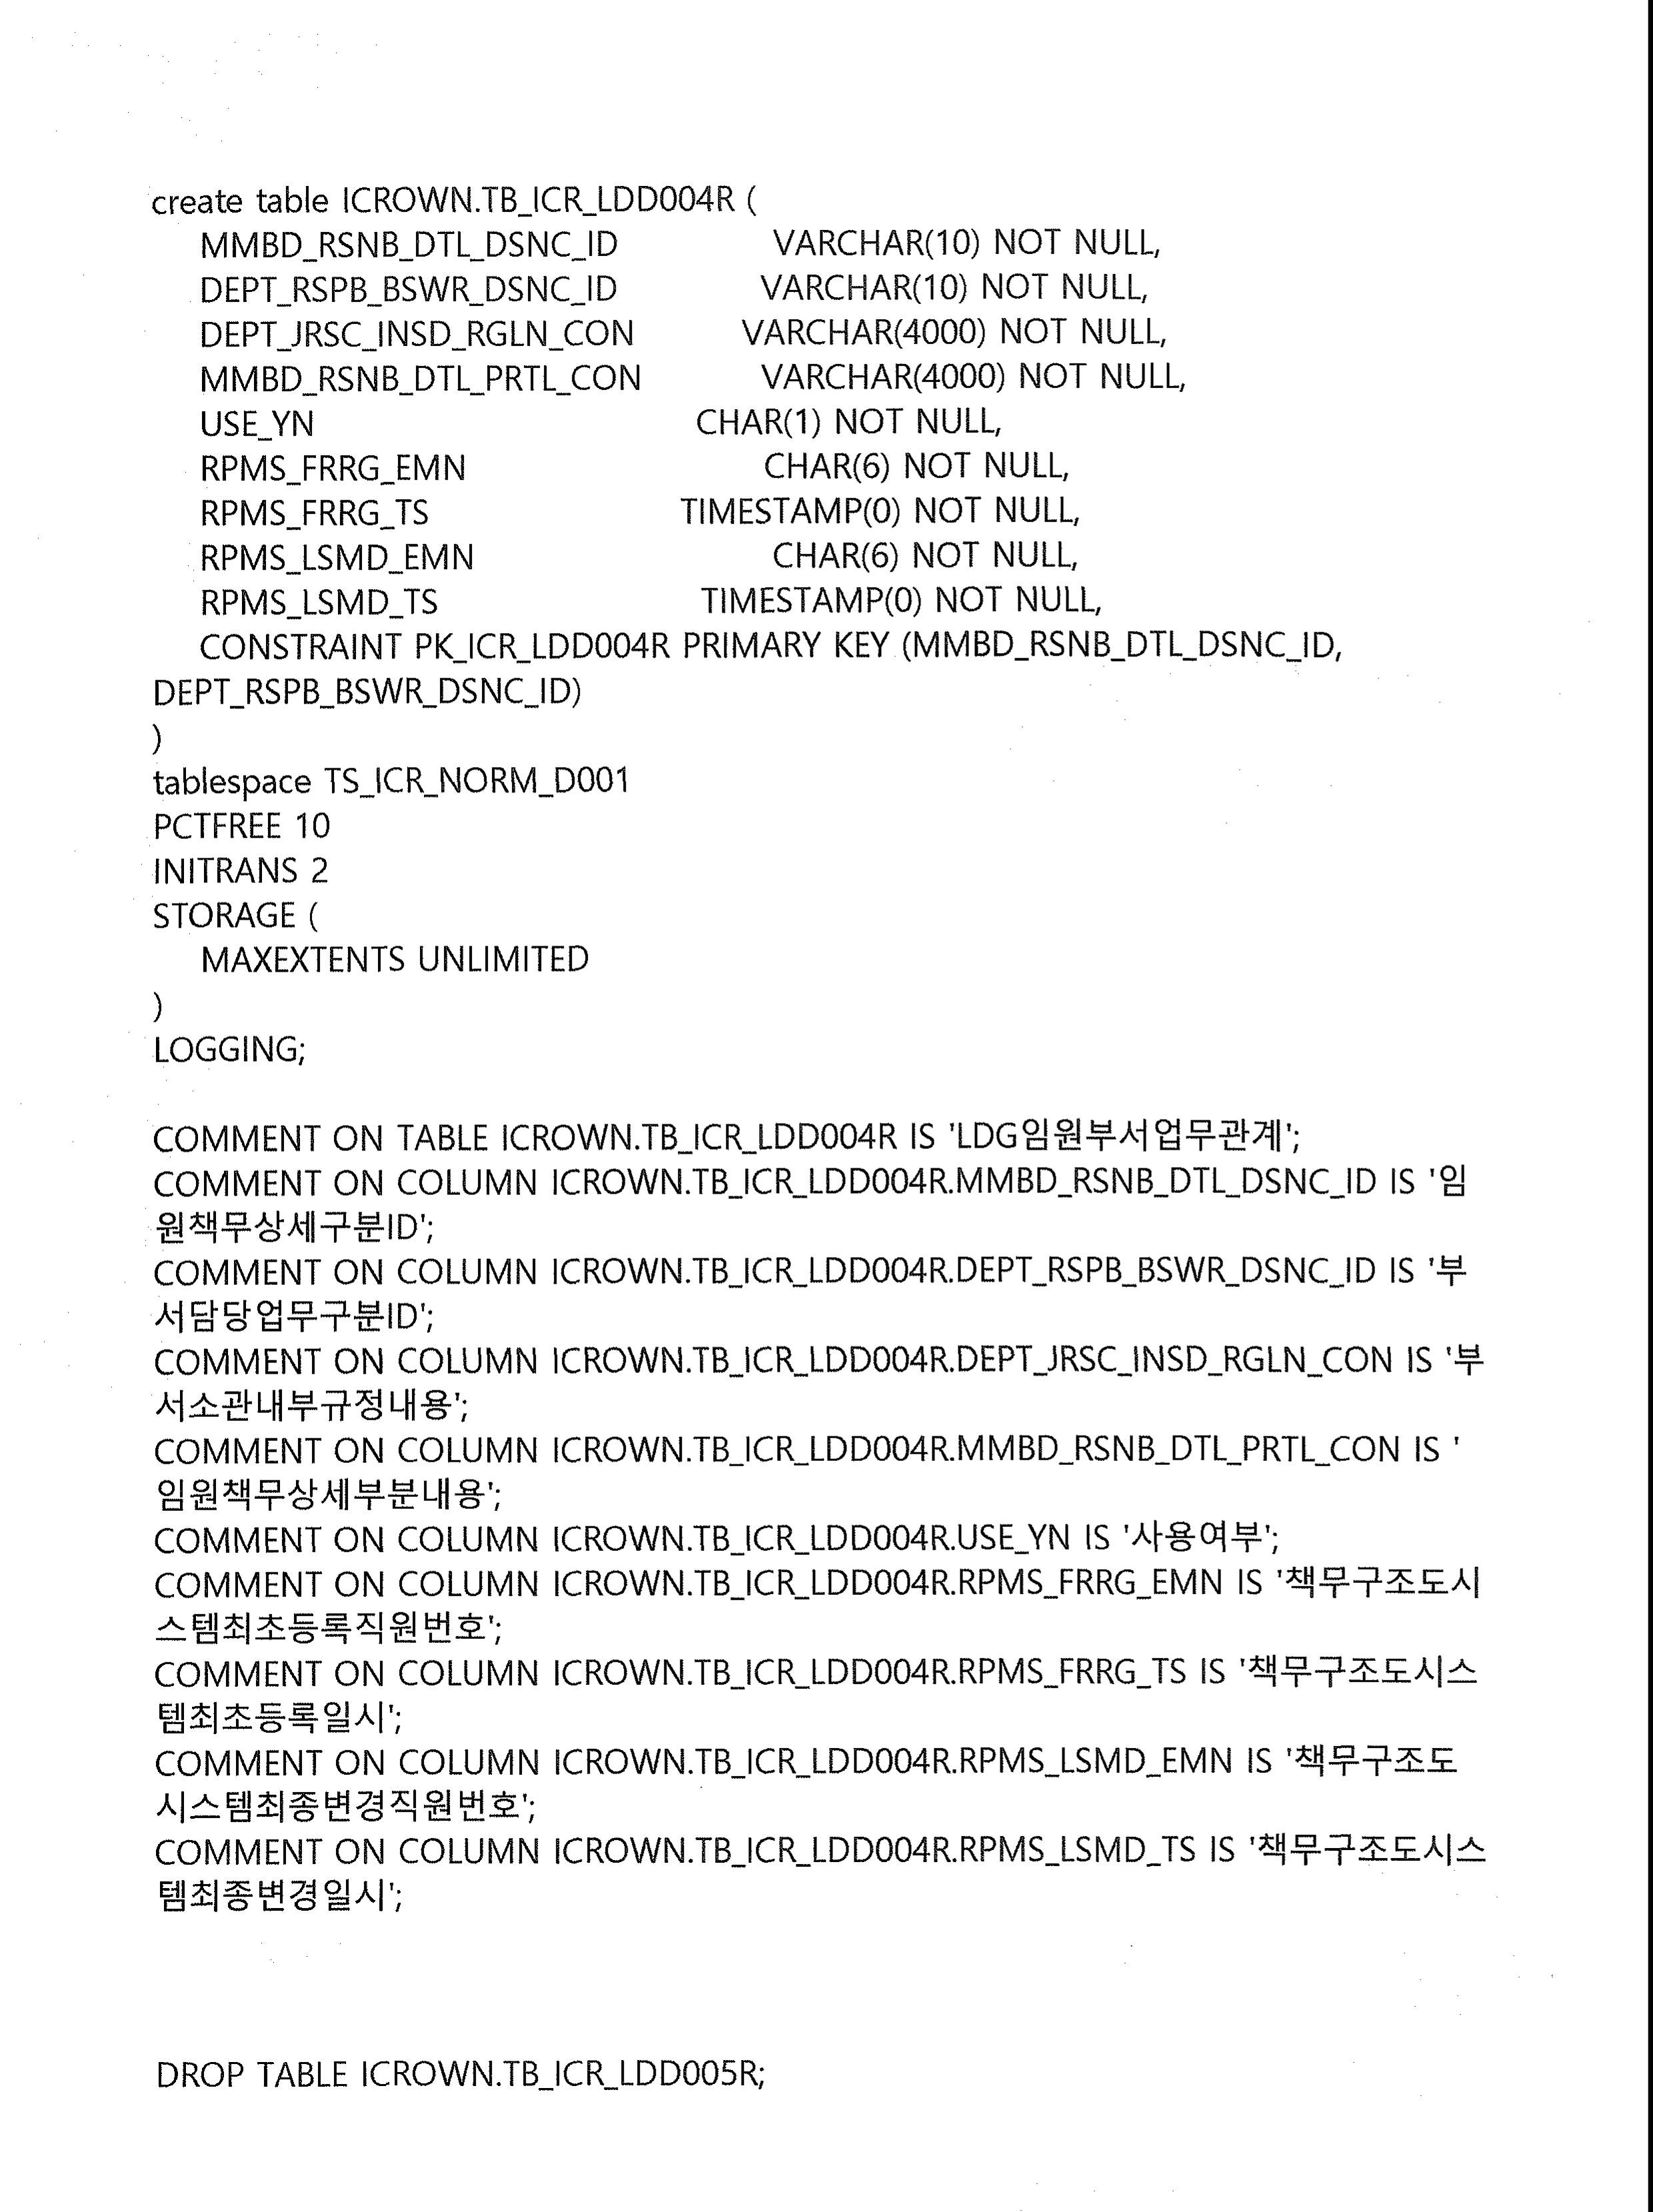 create table ICROWN.TB_ICR_LDD004R (
MMBD_RSNB_DTL_DSNC_ID VARCHAR(10) NOT NULL,
DEPT_RSPB_BSWR_DSNC_ID VARCHAR(10) NOT NULL,
DEPT_JRSC_INSD_RGLN_CON VARCHAR(4000) NOT NULL,
MMBD_RSNB_DTL_PRTL_CON VARCHAR(4000) NOT NULL,
USE_YN CHAR(1) NOT NULL,
RPMS_FRRG_EMN CHAR(6) NOT NULL,
RPMS_FRRG_TS TIMESTAMP(0) NOT NULL,
RPMS_LSMD_EMN CHAR(6) NOT NULL,
RPMS_LSMD_TS TIMESTAMP(0) NOT NULL,
CONSTRAINT PK_ICR_LDD004R PRIMARY KEY (MMBD_RSNB_DTL_DSNC_ID,
DEPT_RSPB_BSWR_DSNC_ID)
)
tablespace TS_ICR_NORM_D001
PCTFREE 10
INITRANS 2
STORAGE (
MAXEXTENTS UNLIMITED
)
LOGGING;
COMMENT ON TABLE ICROWN.TB_ICR_LDD004R IS 'LDG임원부서업무관계';
COMMENT ON COLUMN ICROWN.TB_ICR_LDD004R.MMBD_RSNB_DTL_DSNC_ID IS '임
원책무상세구분ID';
COMMENT ON COLUMN ICROWN.TB_ICR_LDD004R.DEPT_RSPB_BSWR_DSNC_ID IS '부
서담당업무구분ID';
COMMENT ON COLUMN ICROWN.TB_ICR_LDD004R.DEPT_JRSC_INSD_RGLN_CON IS '부
서소관내부규정내용';
COMMENT ON COLUMN ICROWN.TB_ICR_LDD004R.MMBD_RSNB_DTL_PRTL_CON IS '
임원책무상세부분내용';
COMMENT ON COLUMN ICROWN.TB_ICR_LDD004R.USE_YN IS '사용여부';
COMMENT ON COLUMN ICROWN.TB_ICR_LDD004R.RPMS_FRRG_EMN IS '책무구조도시
스템최초등록직원번호';
COMMENT ON COLUMN ICROWN.TB_ICR_LDD004R.RPMS_FRRG_TS IS '책무구조도시스
템최초등록일시';
COMMENT ON COLUMN ICROWN.TB_ICR_LDD004R.RPMS_LSMD_EMN IS '책무구조도
시스템최종변경직원번호';
COMMENT ON COLUMN ICROWN.TB_ICR_LDD004R.RPMS_LSMD_TS IS '책무구조도시스
템최종변경일시';
DROP TABLE ICROWN.TB_ICR_LDD005R;